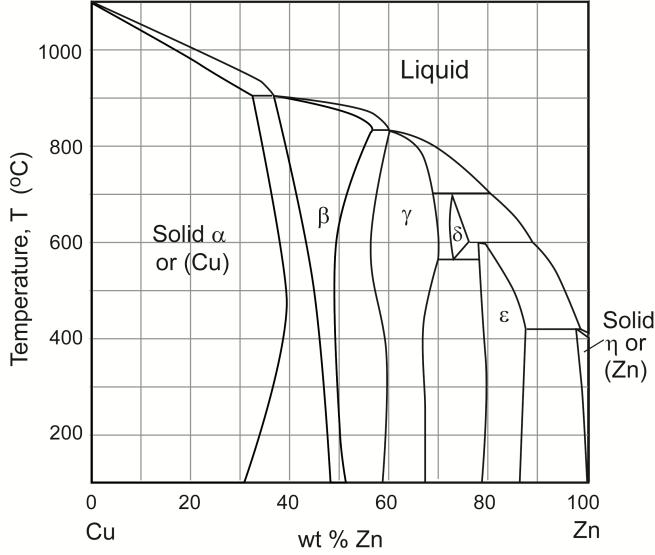 1000
800
600
400
200
Temperature, T (°C)
Liquid
Solid α
or (Cu)
β
γ
δ
ε
Solid
η or
(Zn)
0 20 40 60 80 100
Cu wt % Zn Zn